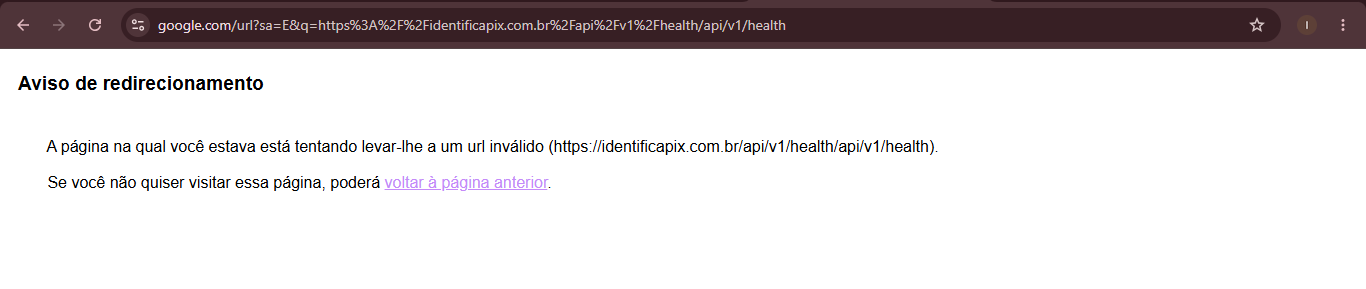 google.com/url?sa=E&q=https%3A%2F%2Fidentificapix.com.br%2Fapi%2Fv1%2Fhealth/api/v1/health
I
Aviso de redirecionamento
A página na qual você estava está tentando levar-lhe a um url inválido (https://identificapix.com.br/api/v1/health/api/v1/health).
Se você não quiser visitar essa página, poderá voltar à página anterior.